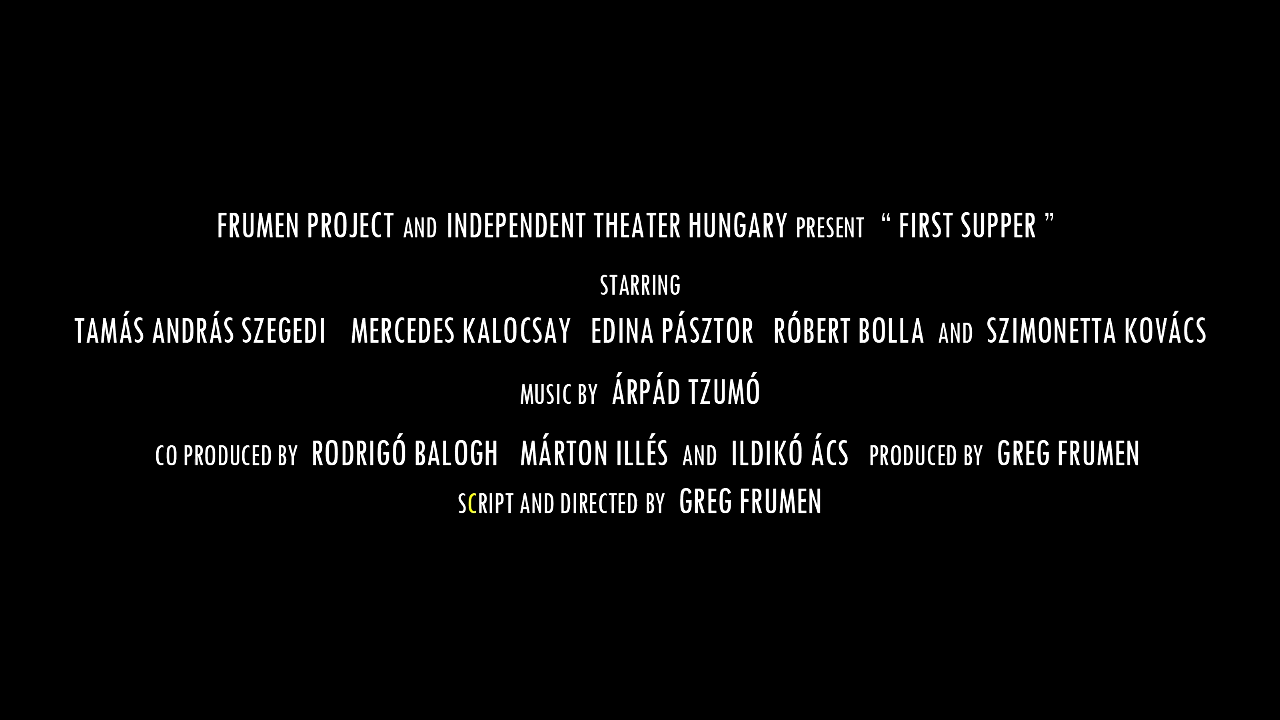 FRUMEN PROJECT AND INDEPENDENT THEATER HUNGARY PRESENT “ FIRST SUPPER ”
STARRING
TAMÁS ANDRÁS SZEGEDI MERCEDES KALOCSAY EDINA PÁSZTOR RÓBERT BOLLA AND SZIMONETTA KOVÁCS
MUSIC BY ÁRPÁD TZUMÓ
CO PRODUCED BY RODRIGÓ BALOGH MÁRTON ILLÉS AND ILDIKÓ ÁCS PRODUCED BY GREG FRUMEN
SCRIPT AND DIRECTED BY GREG FRUMEN